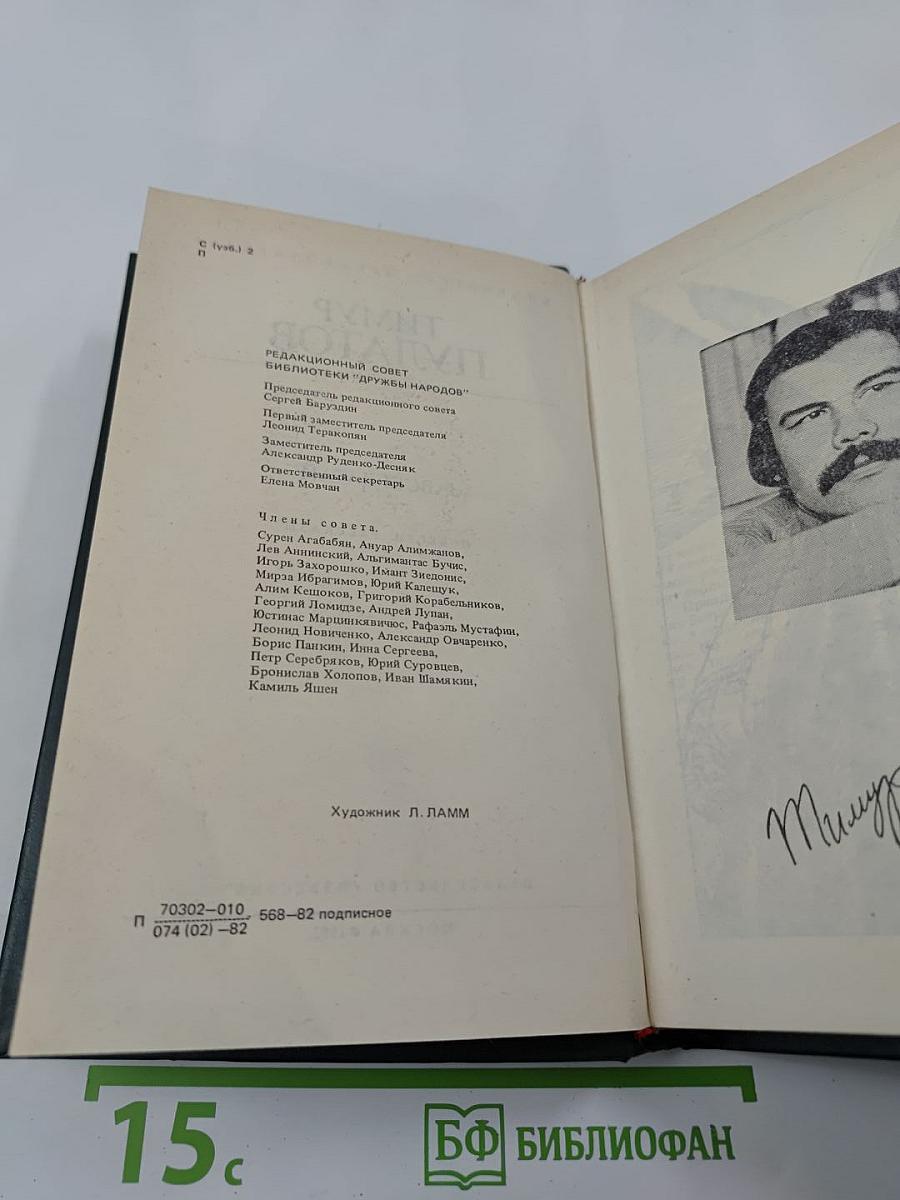 С (узб.) 2
П
ТИМУР
ПУЛАТОВ
РЕДАКЦИОННЫЙ СОВЕТ
БИБЛИОТЕКИ "ДРУЖБЫ НАРОДОВ"
Председатель редакционного совета
Сергей Баруздин
Первый заместитель председателя
Леонид Теракопян
Заместитель председателя
Александр Руденко-Десняк
Ответственный секретарь
Елена Мовчан
Члены совета.
Сурен Агабабян, Ануар Алимжанов,
Лев Аннинский, Альгимантас Бучис,
Игорь Захорошко, Имант Зиедонис,
Мирза Ибрагимов, Юрий Калещук,
Алим Кешоков, Григорий Корабельников,
Георгий Ломидзе, Андрей Лупан,
Юстинас Марцинкявичюс, Рафаэль Мустафин,
Леонид Новиченко, Александр Овчаренко,
Борис Панкин, Инна Сергеева,
Петр Серебряков, Юрий Суровцев,
Бронислав Холопов, Иван Шамякин,
Камиль Яшен
Художник Л. ЛАММ
П 70302—010 568—82 подписное
074 (02) —82
Тимур
15 с
БФ БИБЛИОФАН